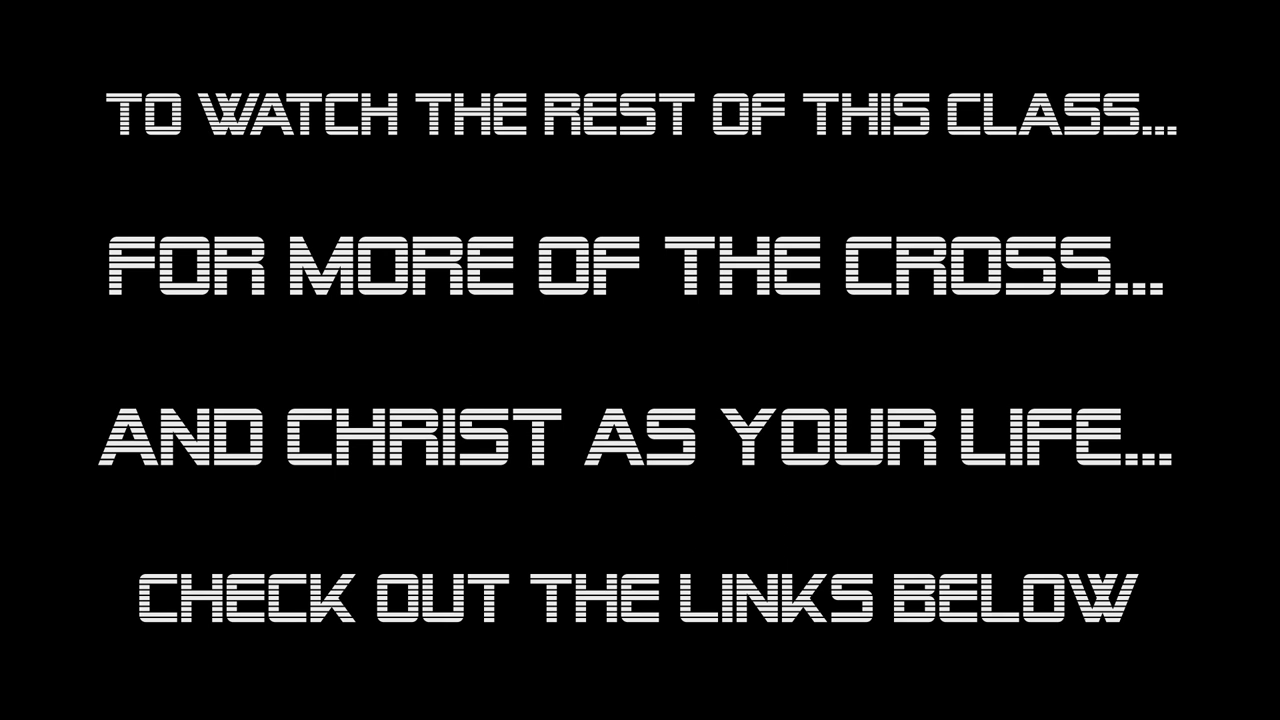 TO WATCH THE REST OF THIS CLASS...
FOR MORE OF THE CROSS...
AND CHRIST AS YOUR LIFE...
CHECK OUT THE LINKS BELOW